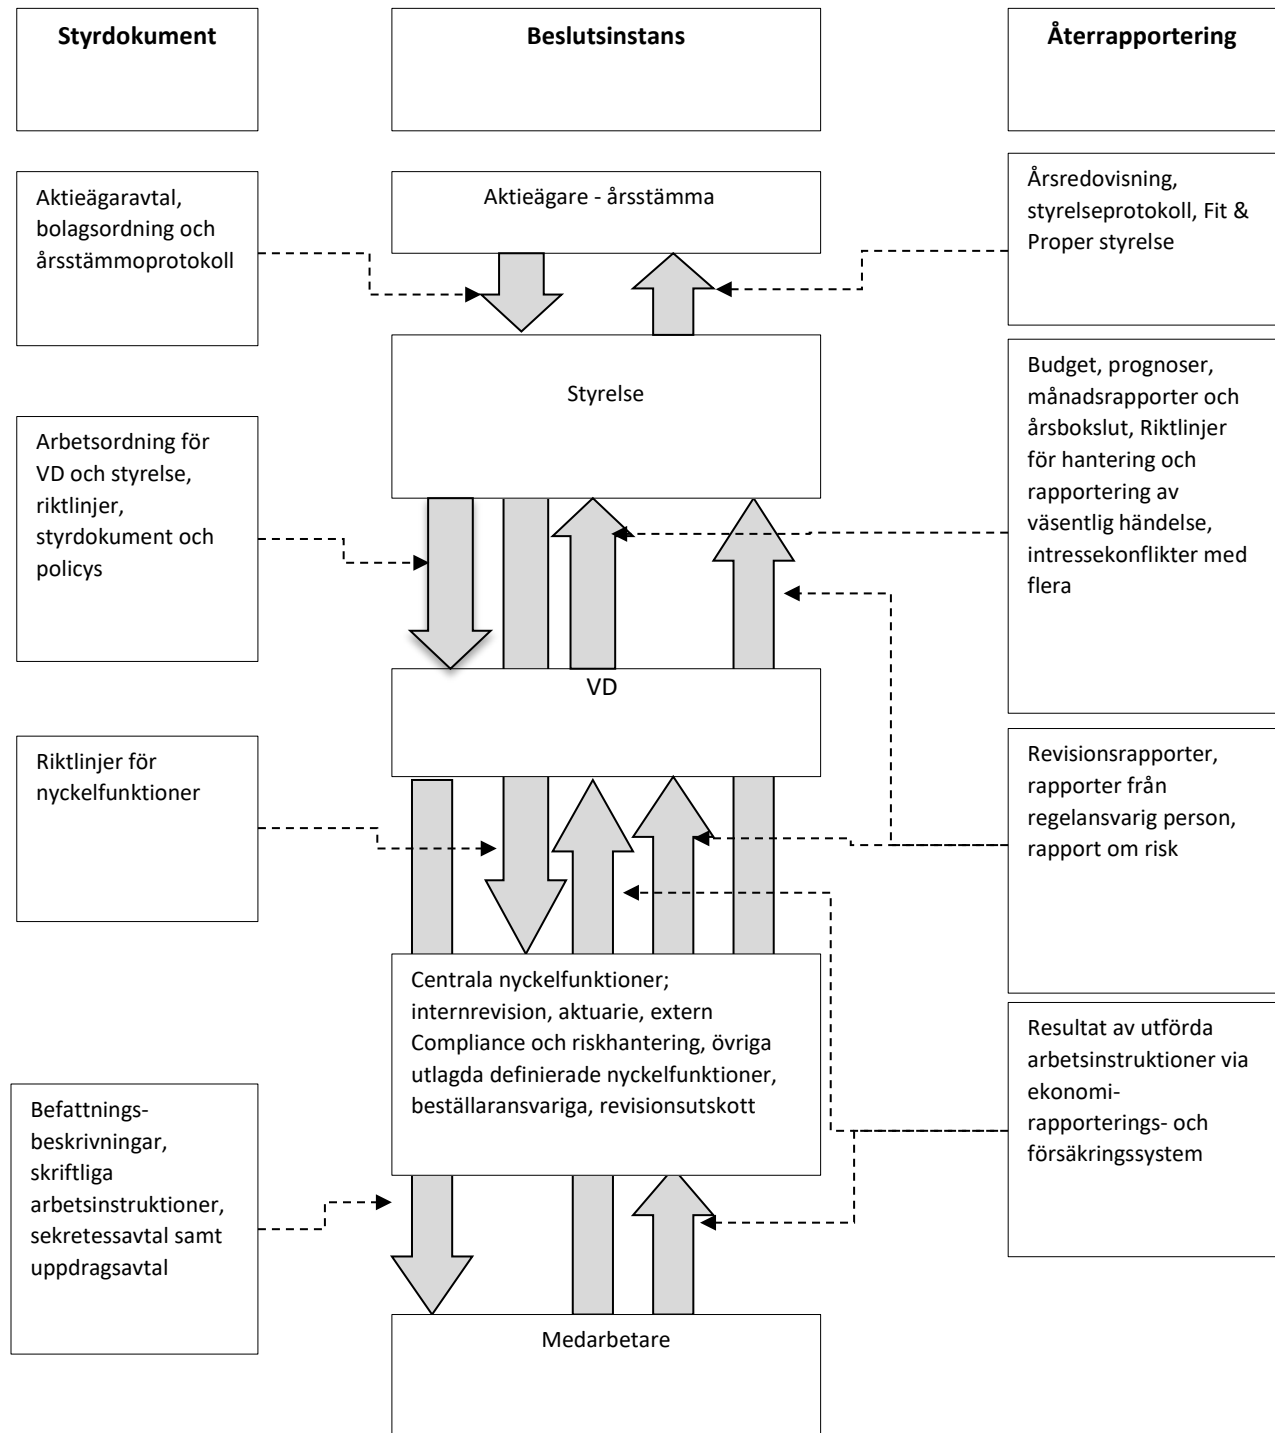 Styrdokument
Beslutsinstans
Återrapportering
Aktieägaravtal,
bolagsordning och
årsstämmoprotokoll
Aktieägare - årsstämma
Årsredovisning,
styrelseprotokoll, Fit &
Proper styrelse
Styrelse
Budget, prognoser,
månadsrapporter och
årsbokslut, Riktlinjer
för hantering och
rapportering av
väsentlig händelse,
intressekonflikter med
flera
Arbetsordning för
VD och styrelse,
riktlinjer,
styrdokument och
policys
VD
Riktlinjer för
nyckelfunktioner
Revisionsrapporter,
rapporter från
regelansvarig person,
rapport om risk
Centrala nyckelfunktioner;
internrevision, aktuarie, extern
Compliance och riskhantering, övriga
utlagda definierade nyckelfunktioner,
beställaransvariga, revisionsutskott
Resultat av utförda
arbetsinstruktioner via
ekonomi-
rapporterings- och
försäkringssystem
Befattnings-
beskrivningar,
skriftliga
arbetsinstruktioner,
sekretessavtal samt
uppdragsavtal
Medarbetare